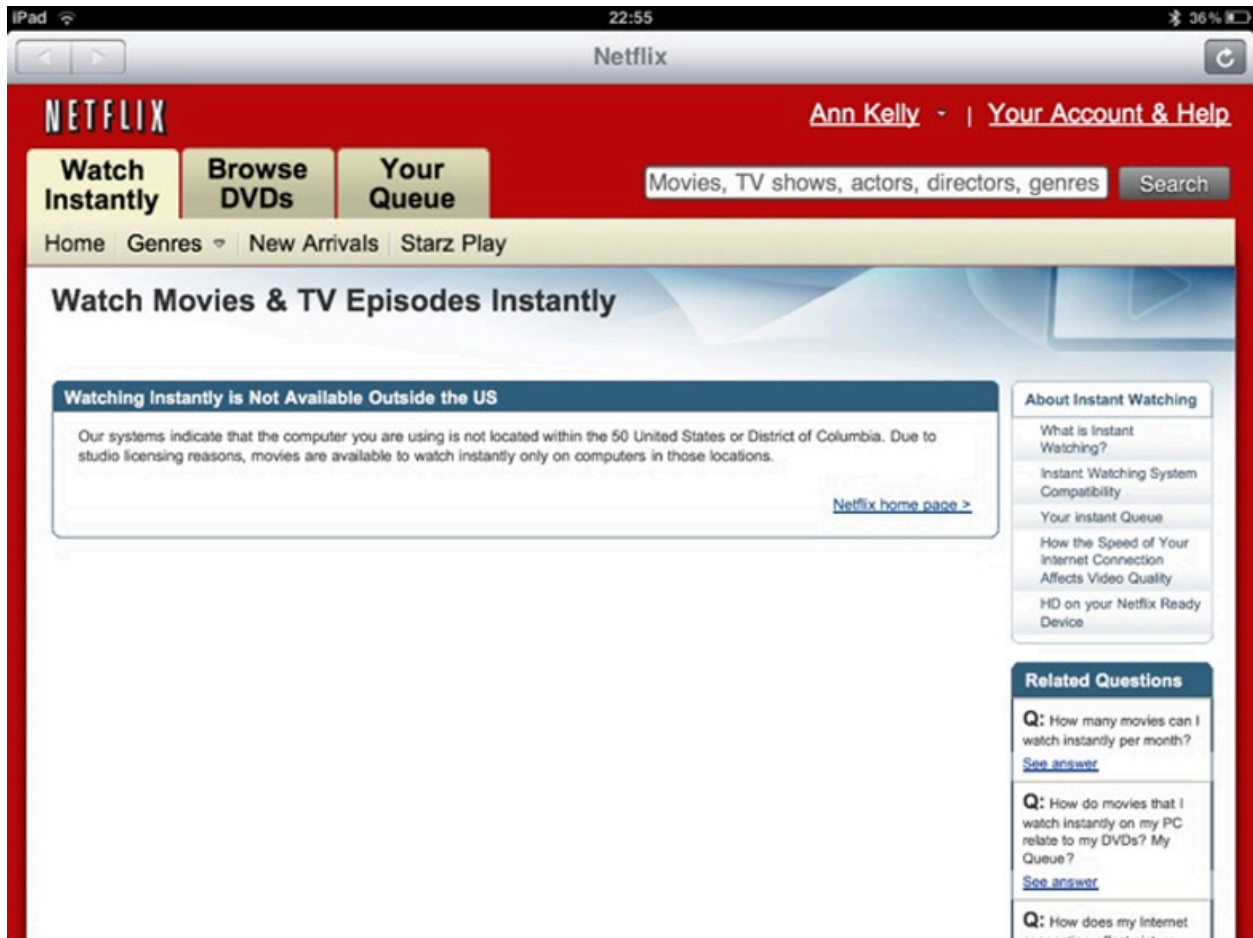 iPad 22:55 36%
Netflix
NETFLIX
Ann Kelly | Your Account & Help
Watch Instantly
Browse DVDs
Your Queue
Movies, TV shows, actors, directors, genres Search
Home Genres New Arrivals Starz Play
Watch Movies & TV Episodes Instantly
Watching Instantly is Not Available Outside the US
Our systems indicate that the computer you are using is not located within the 50 United States or District of Columbia. Due to
studio licensing reasons, movies are available to watch instantly only on computers in those locations.
Netflix home page >
About Instant Watching
What is Instant
Watching?
Instant Watching System
Compatibility
Your instant Queue
How the Speed of Your
Internet Connection
Affects Video Quality
HD on your Netflix Ready
Device
Related Questions
Q: How many movies can I
watch instantly per month?
See answer
Q: How do movies that I
watch instantly on my PC
relate to my DVDs? My
Queue?
See answer
Q: How does my Internet